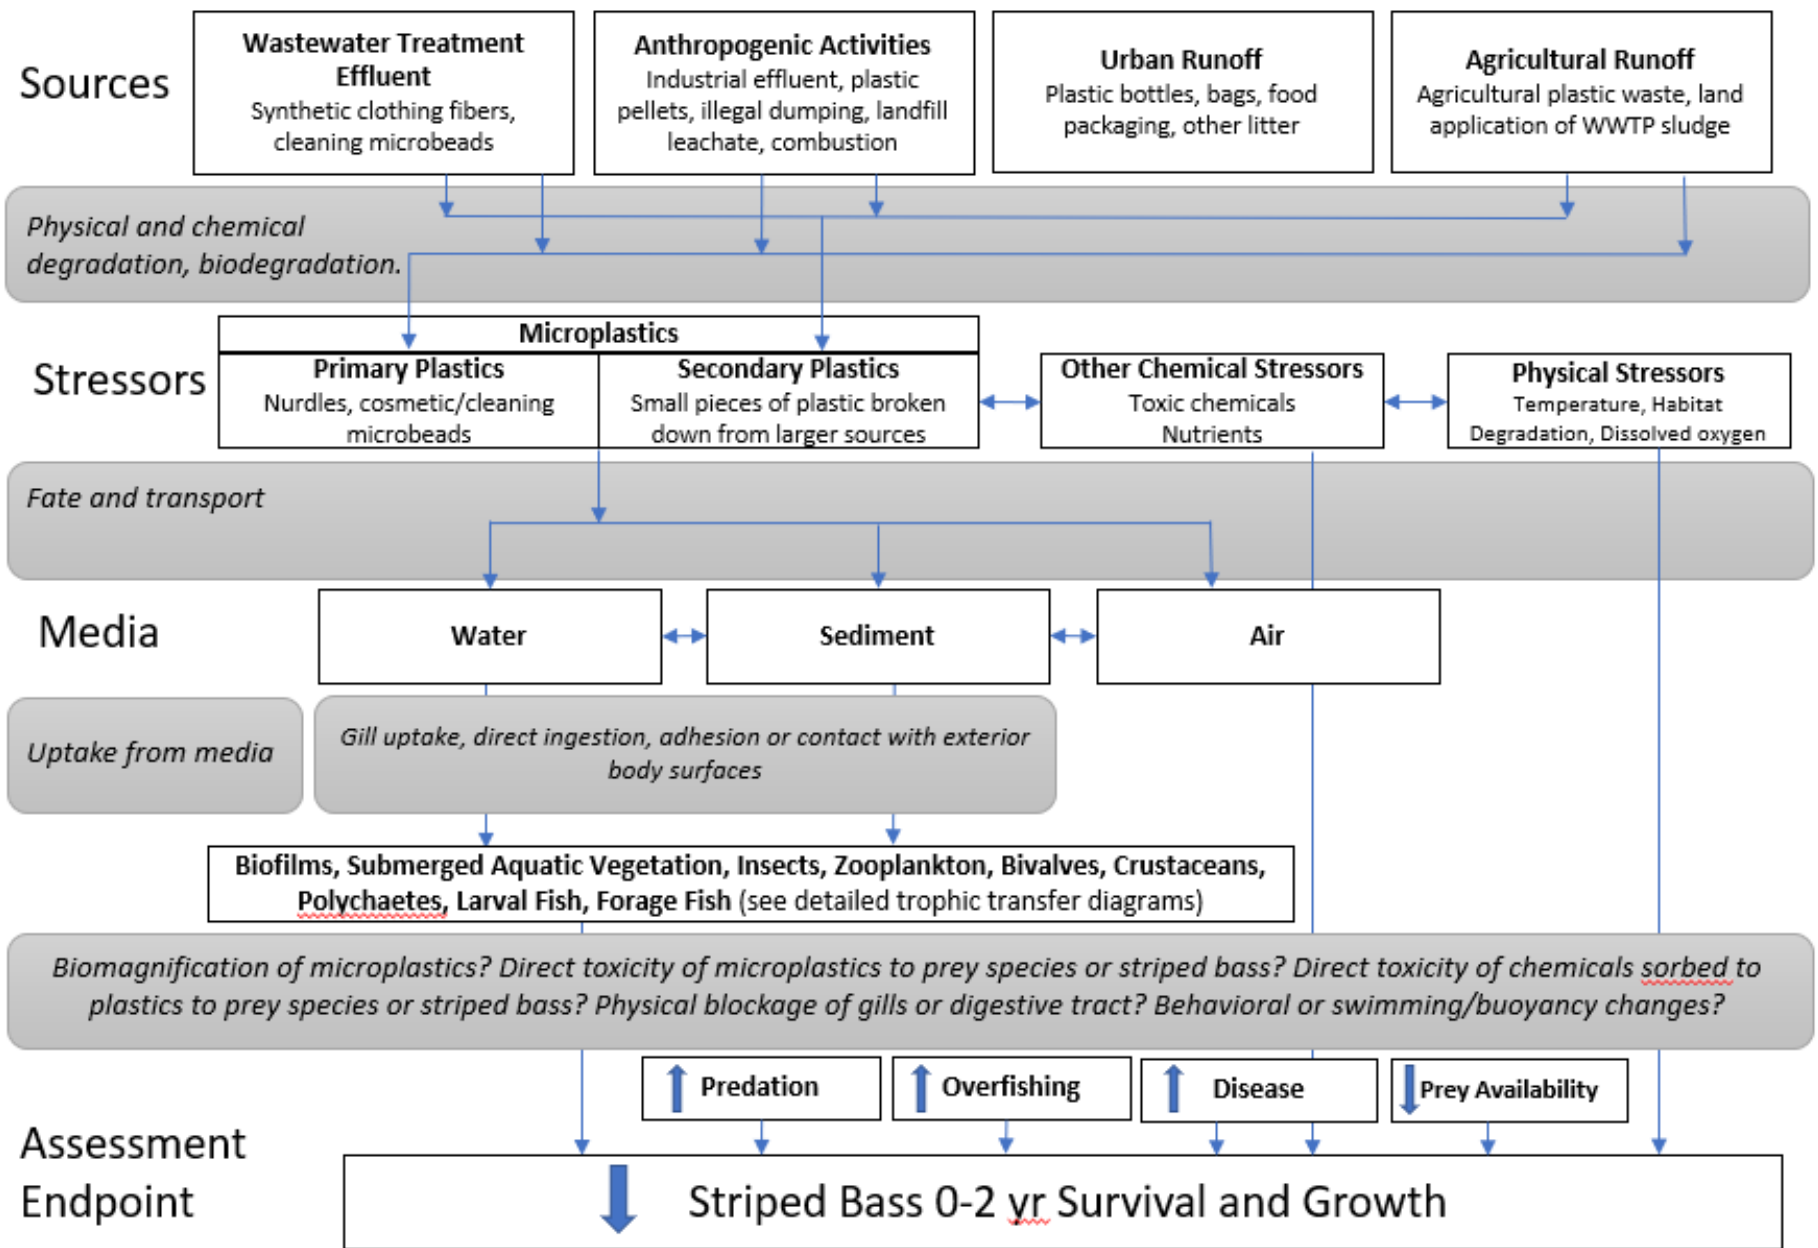 Sources
Wastewater Treatment
Effluent
Synthetic clothing fibers,
cleaning microbeads
Anthropogenic Activities
Industrial effluent, plastic
pellets, illegal dumping, landfill
leachate, combustion
Urban Runoff
Plastic bottles, bags, food
packaging, other litter
Agricultural Runoff
Agricultural plastic waste, land
application of WWTP sludge
Physical and chemical
degradation, biodegradation.
Stressors
Microplastics
Primary Plastics
Nurdles, cosmetic/cleaning
microbeads
Secondary Plastics
Small pieces of plastic broken
down from larger sources
Other Chemical Stressors
Toxic chemicals
Nutrients
Physical Stressors
Temperature, Habitat
Degradation, Dissolved oxygen
Fate and transport
Media
Water
Sediment
Air
Uptake from media
Gill uptake, direct ingestion, adhesion or contact with exterior
body surfaces
Biofilms, Submerged Aquatic Vegetation, Insects, Zooplankton, Bivalves, Crustaceans,
Polychaetes, Larval Fish, Forage Fish (see detailed trophic transfer diagrams)
Biomagnification of microplastics? Direct toxicity of microplastics to prey species or striped bass? Direct toxicity of chemicals sorbed to
plastics to prey species or striped bass? Physical blockage of gills or digestive tract? Behavioral or swimming/buoyancy changes?
Predation
Overfishing
Disease
Prey Availability
Assessment
Endpoint
Striped Bass 0-2 yr Survival and Growth